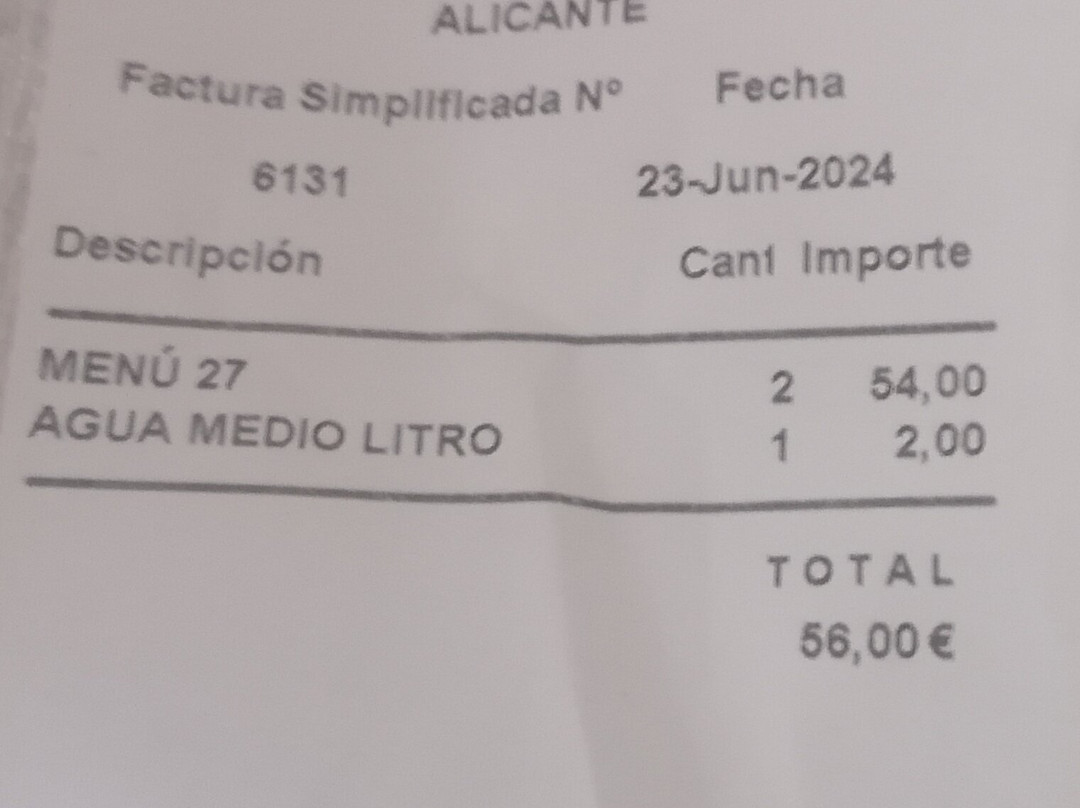 ALICANTE
Factura Simplificada Nº Fecha
6131 23-Jun-2024
Descripción Cant Importe
MENÚ 27 2 54,00
AGUA MEDIO LITRO 1 2,00
TOTAL
56,00 €